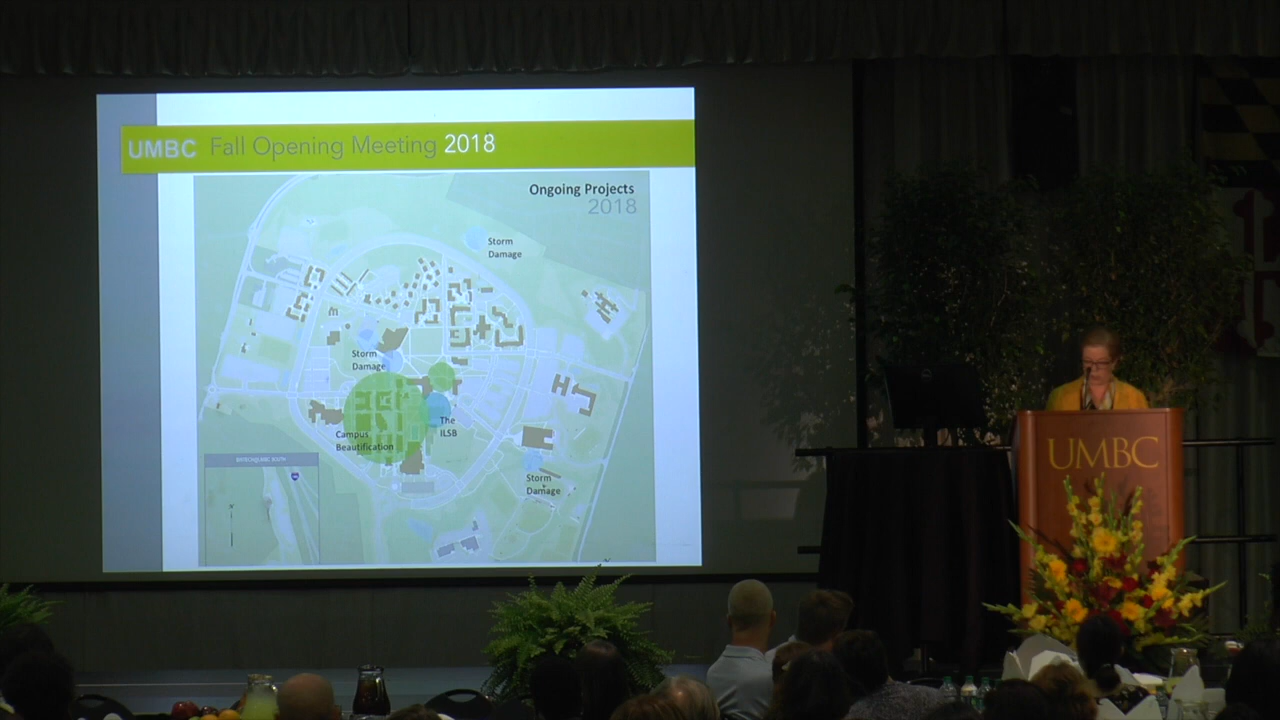 UMBC Fall Opening Meeting 2018
Ongoing Projects
2018
Storm
Damage
Storm
Damage
The
ILSB
Campus
Beautification
Storm
Damage
UMBC